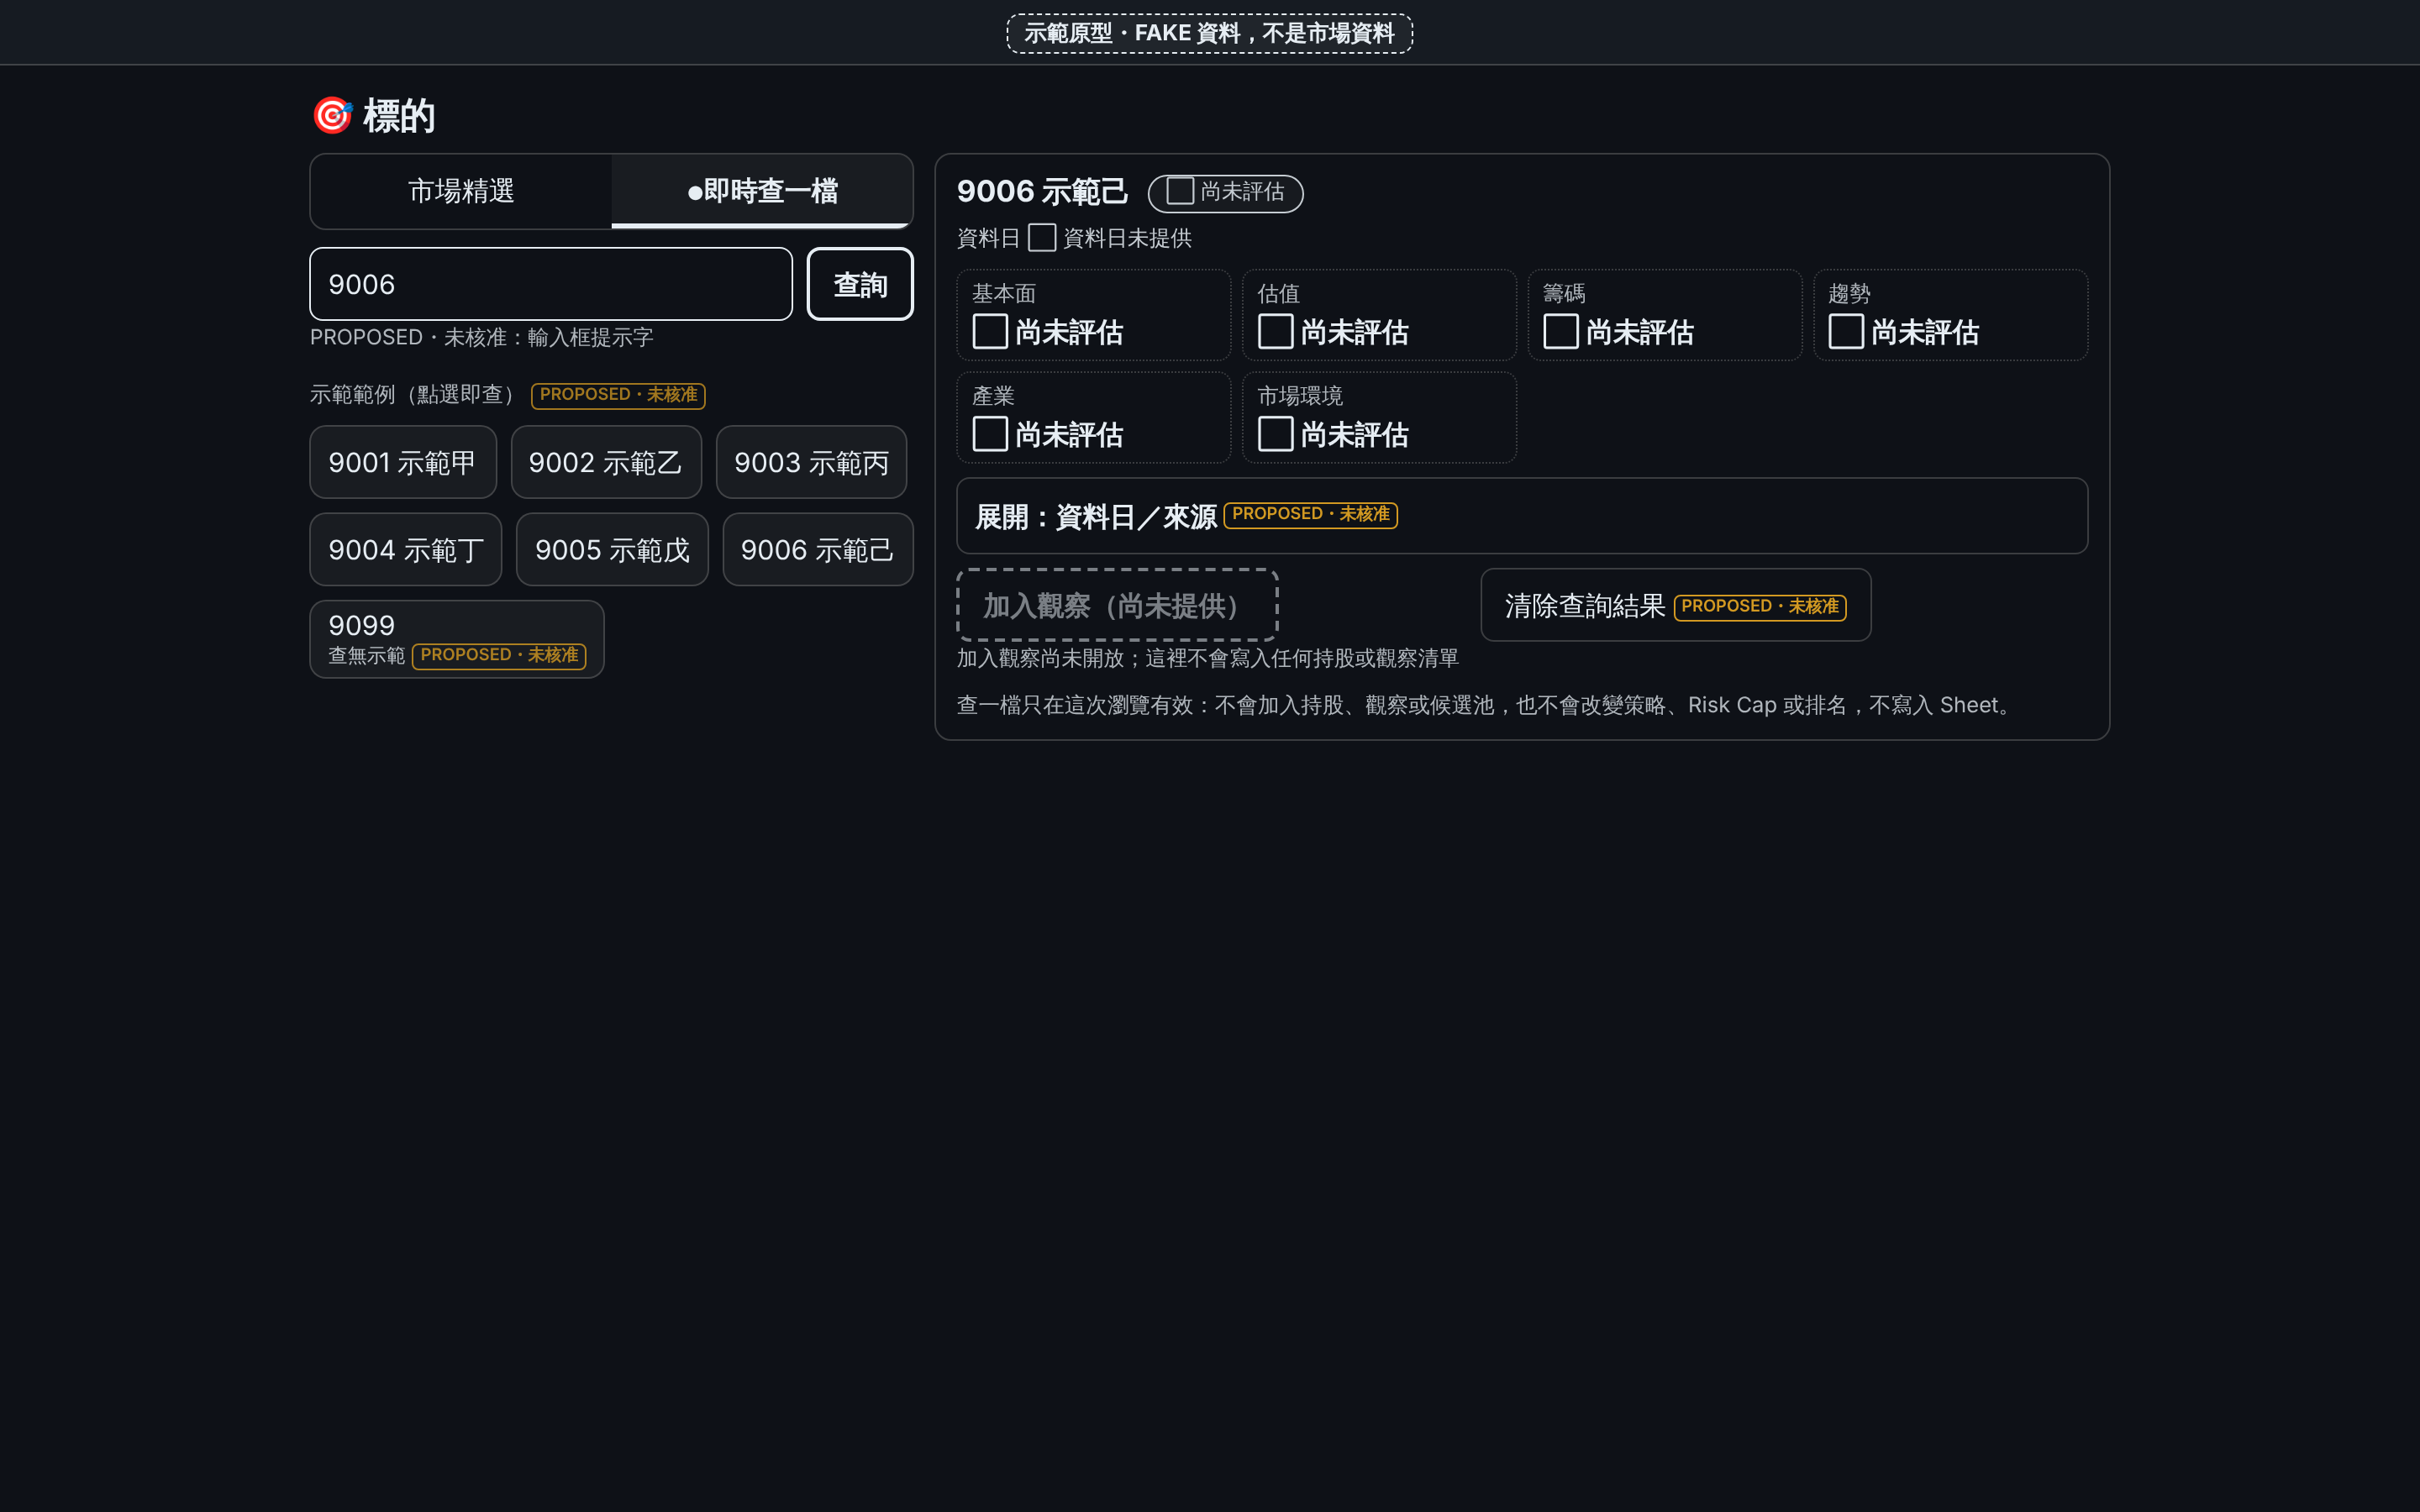 示範原型・FAKE 資料，不是市場資料
🎯 標的
市場精選
●即時查一檔
9006
查詢
PROPOSED・未核准：輸入框提示字
示範範例（點選即查） PROPOSED・未核准
9001 示範甲
9002 示範乙
9003 示範丙
9004 示範丁
9005 示範戊
9006 示範己
9099
查無示範 PROPOSED・未核准
9006 示範己 尚未評估
資料日 資料日未提供
基本面
尚未評估
估值
尚未評估
籌碼
尚未評估
趨勢
尚未評估
產業
尚未評估
市場環境
尚未評估
展開：資料日／來源 PROPOSED・未核准
加入觀察（尚未提供）
清除查詢結果 PROPOSED・未核准
加入觀察尚未開放；這裡不會寫入任何持股或觀察清單
查一檔只在這次瀏覽有效：不會加入持股、觀察或候選池，也不會改變策略、Risk Cap 或排名，不寫入 Sheet。